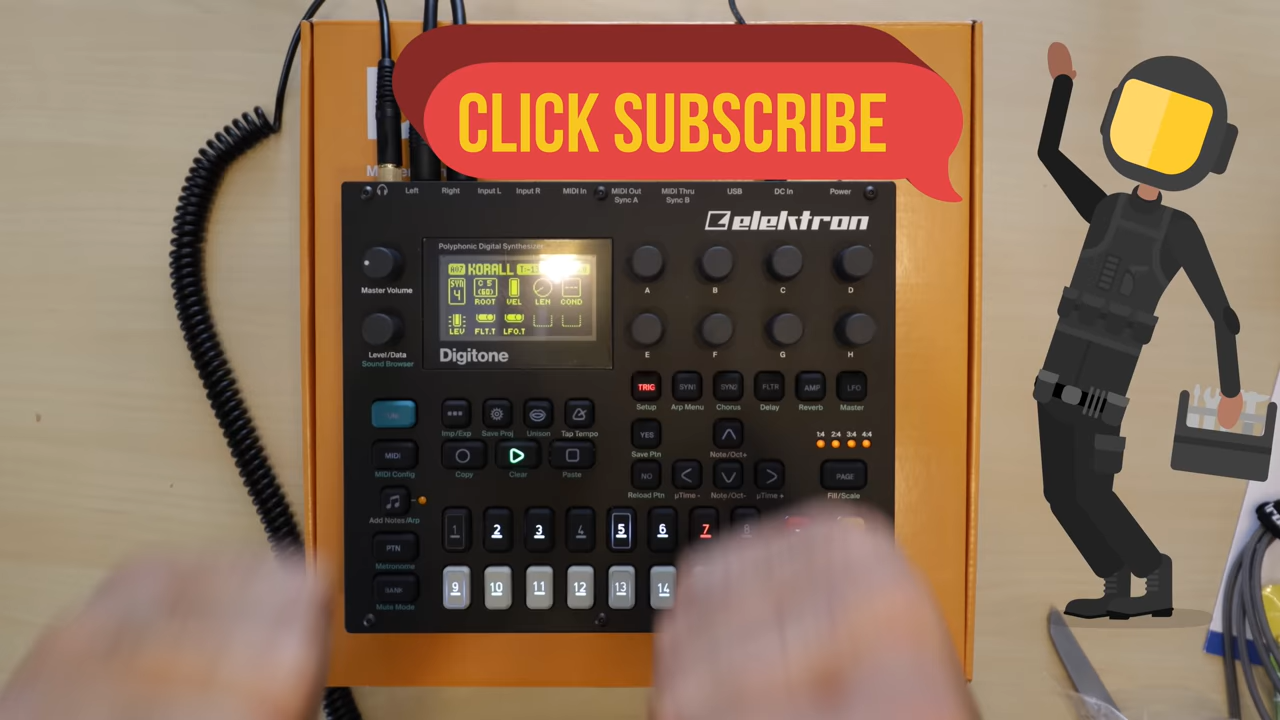 CLICK SUBSCRIBE
Left Right Input L Input R MIDI In MIDI Out MIDI Thru USB DC In Power
Sync A Sync B
elektron
Polyphonic Digital Synthesizer
A07 KORALL
SYN C 5
4 (60)
ROOT VEL LEN COND
LEV FLT.T LFO.T
Digitone
Master Volume
Level/Data
Sound Browser
A B C D
E F G H
TRIG SYN1 SYN2 FLTR AMP LFO
Setup Arp Menu Chorus Delay Reverb Master
Imp/Exp Save Proj Unison Tap Tempo
YES
Save Ptn Note/Oct+
1:4 2:4 3:4 4:4
MIDI
MIDI Config
Copy Clear Paste
NO PAGE
Reload Ptn µTime - Note/Oct- µTime + Fill/Scale
Add Notes/Arp
1 2 3 4 5 6 7 8
PTN
Metronome
9 10 11 12 13 14
Mute Mode